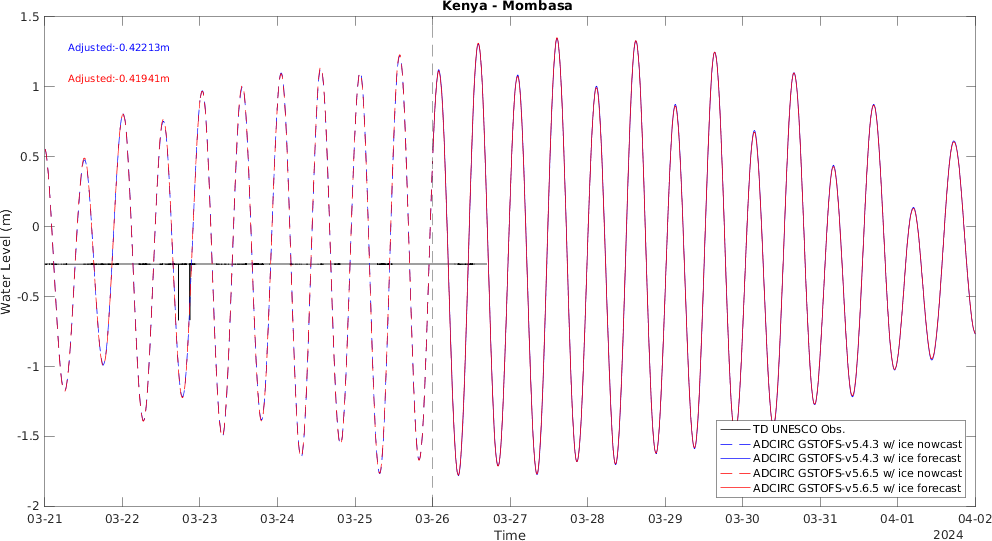 Kenya - Mombasa
Adjusted:-0.42213m
Adjusted:-0.41941m
Water Level (m)
1.5
1
0.5
0
-0.5
-1
-1.5
-2
TD UNESCO Obs.
ADCIRC GSTOFS-v5.4.3 w/ ice nowcast
ADCIRC GSTOFS-v5.4.3 w/ ice forecast
ADCIRC GSTOFS-v5.6.5 w/ ice nowcast
ADCIRC GSTOFS-v5.6.5 w/ ice forecast
03-21 03-22 03-23 03-24 03-25 03-26 03-27 03-28 03-29 03-30 03-31 04-01 04-02
Time
2024